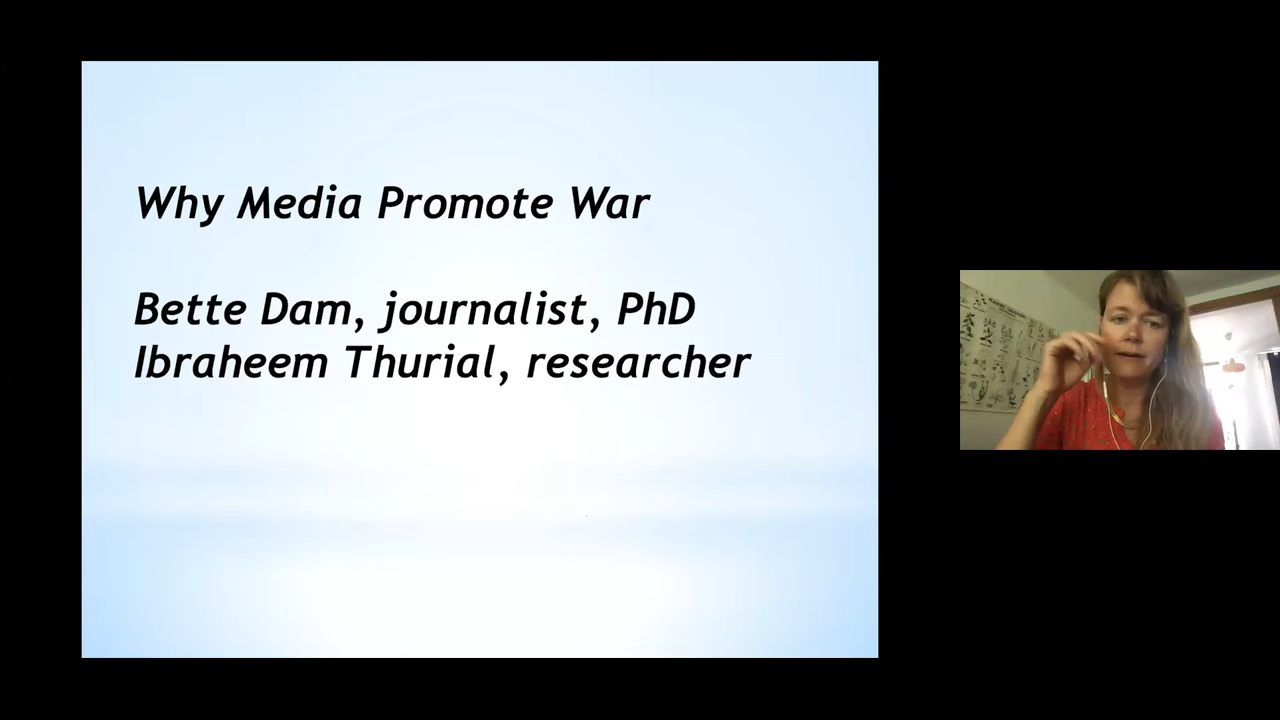 Why Media Promote War
Bette Dam, journalist, PhD
Ibraheem Thurial, researcher